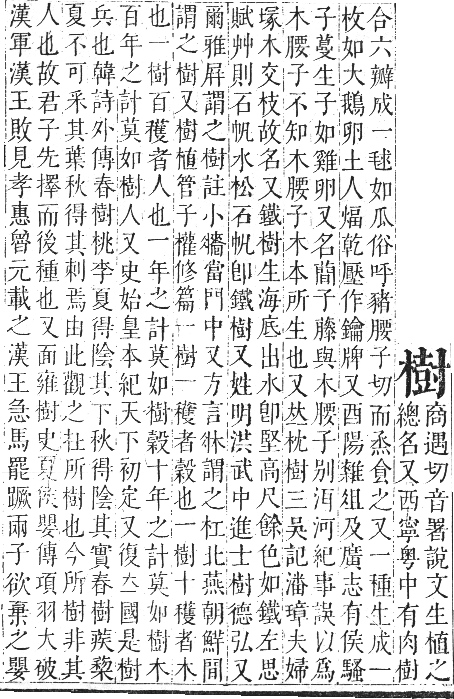 樹 裔遇切音署說文生植之
總名又西寧粵中有肉樹
合六瓣成一毬如瓜俗呼豬腰子切而烝食之又一種生成一
枚如大鵝卵土人煏乾壓作鑰牌又酉陽雜俎及廣志有侯騷
子蔓生子如雞卵又名蕳子藤與木腰子別洱河紀事誤以爲
木腰子不知木腰子木本所生也又夶枕樹三吳記潘璋夫婦
塚木交枝故名又鐵樹生海底出水卽堅高尺餘色如鐵左思
賦艸則石帆水松石帆卽鐵樹又姓明洪武中進士樹德弘又
爾雅屛謂之樹註小牆當門中又方言牀謂之杠北燕朝鮮閒
謂之樹又樹植管子權修篇一樹一穫者穀也一樹十穫者木
也一樹百穫者人也一年之計莫如樹穀十年之計莫如樹木
百年之計莫如樹人又史始皇本紀天下初定又復立國是樹
兵也韓詩外傳春樹桃李夏得陰其下秋得陰其實春樹蒺藜
夏不可采其葉秋得其刺焉由此觀之在所樹也今所樹非其
人也故君子先擇而後種也又面雍樹史夏侯嬰傳項羽大破
漢軍漢王敗見孝惠曾元載之漢王急馬罷蹶兩子欲棄之嬰